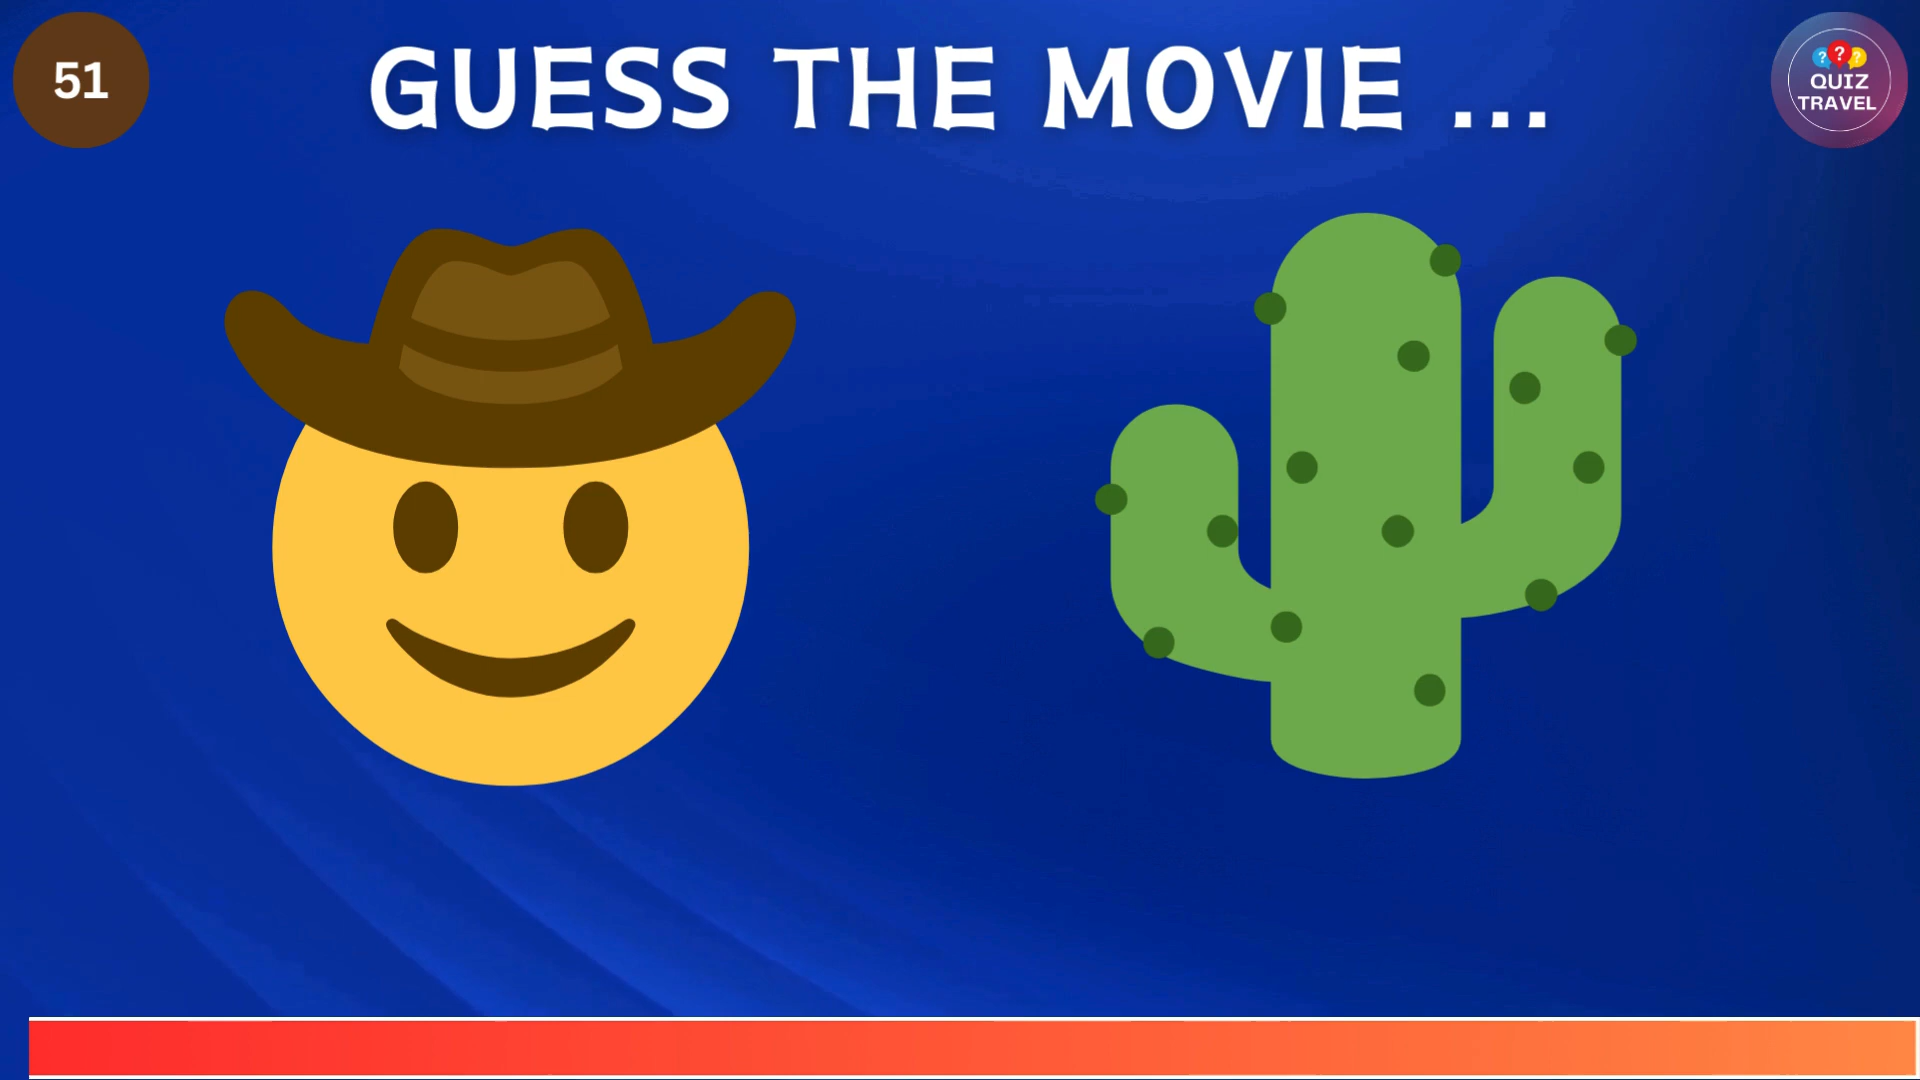 51
GUESS THE MOVIE ...
? ? ?
QUIZ
TRAVEL